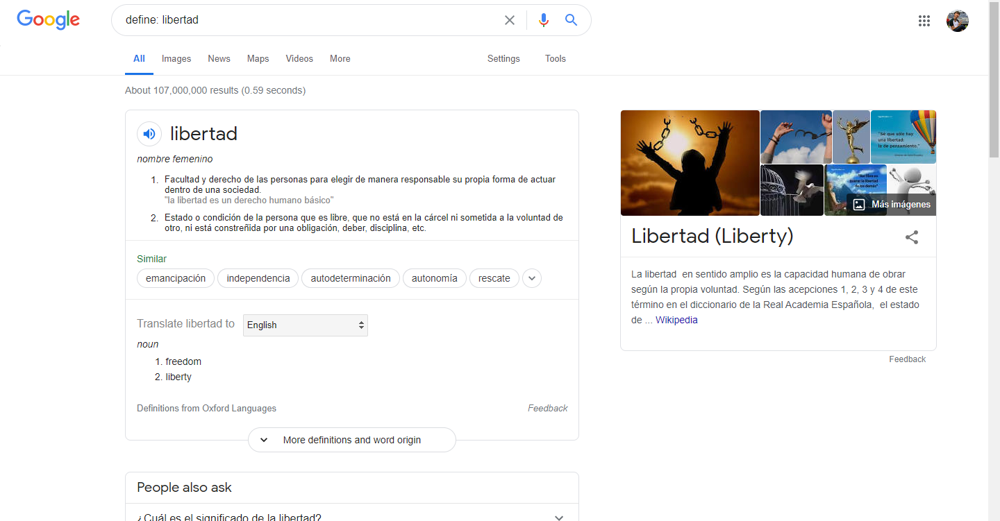 Google
define: libertad
All Images News Maps Videos More Settings Tools
About 107,000,000 results (0.59 seconds)
libertad
nombre femenino
1. Facultad y derecho de las personas para elegir de manera responsable su propia forma de actuar
dentro de una sociedad.
"la libertad es un derecho humano básico"
2. Estado o condición de la persona que es libre, que no está en la cárcel ni sometida a la voluntad de
otro, ni está constreñida por una obligación, deber, disciplina, etc.
Similar
emancipación independencia autodeterminación autonomía rescate
Translate libertad to English
noun
1. freedom
2. liberty
Definitions from Oxford Languages Feedback
More definitions and word origin
People also ask
¿Cuál es el significado de la libertad?
"Sé que sólo hay
una libertad:
la de pensamiento."
Más imágenes
Libertad (Liberty)
La libertad en sentido amplio es la capacidad humana de obrar
según la propia voluntad. Según las acepciones 1, 2, 3 y 4 de este
término en el diccionario de la Real Academia Española, el estado
de ... Wikipedia
Feedback